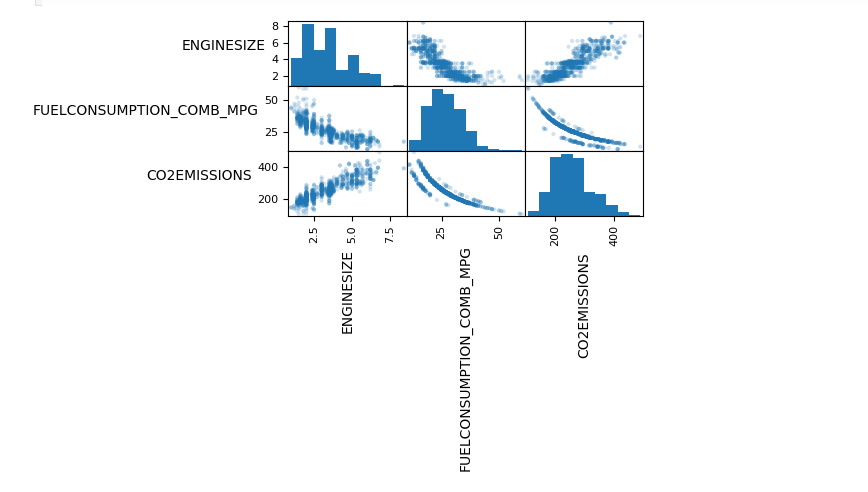 ENGINESIZE
8
6
4
2
FUELCONSUMPTION_COMB_MPG
50
25
CO2EMISSIONS
400
200
2.5
5.0
7.5
25
50
200
400
ENGINESIZE
FUELCONSUMPTION_COMB_MPG
CO2EMISSIONS